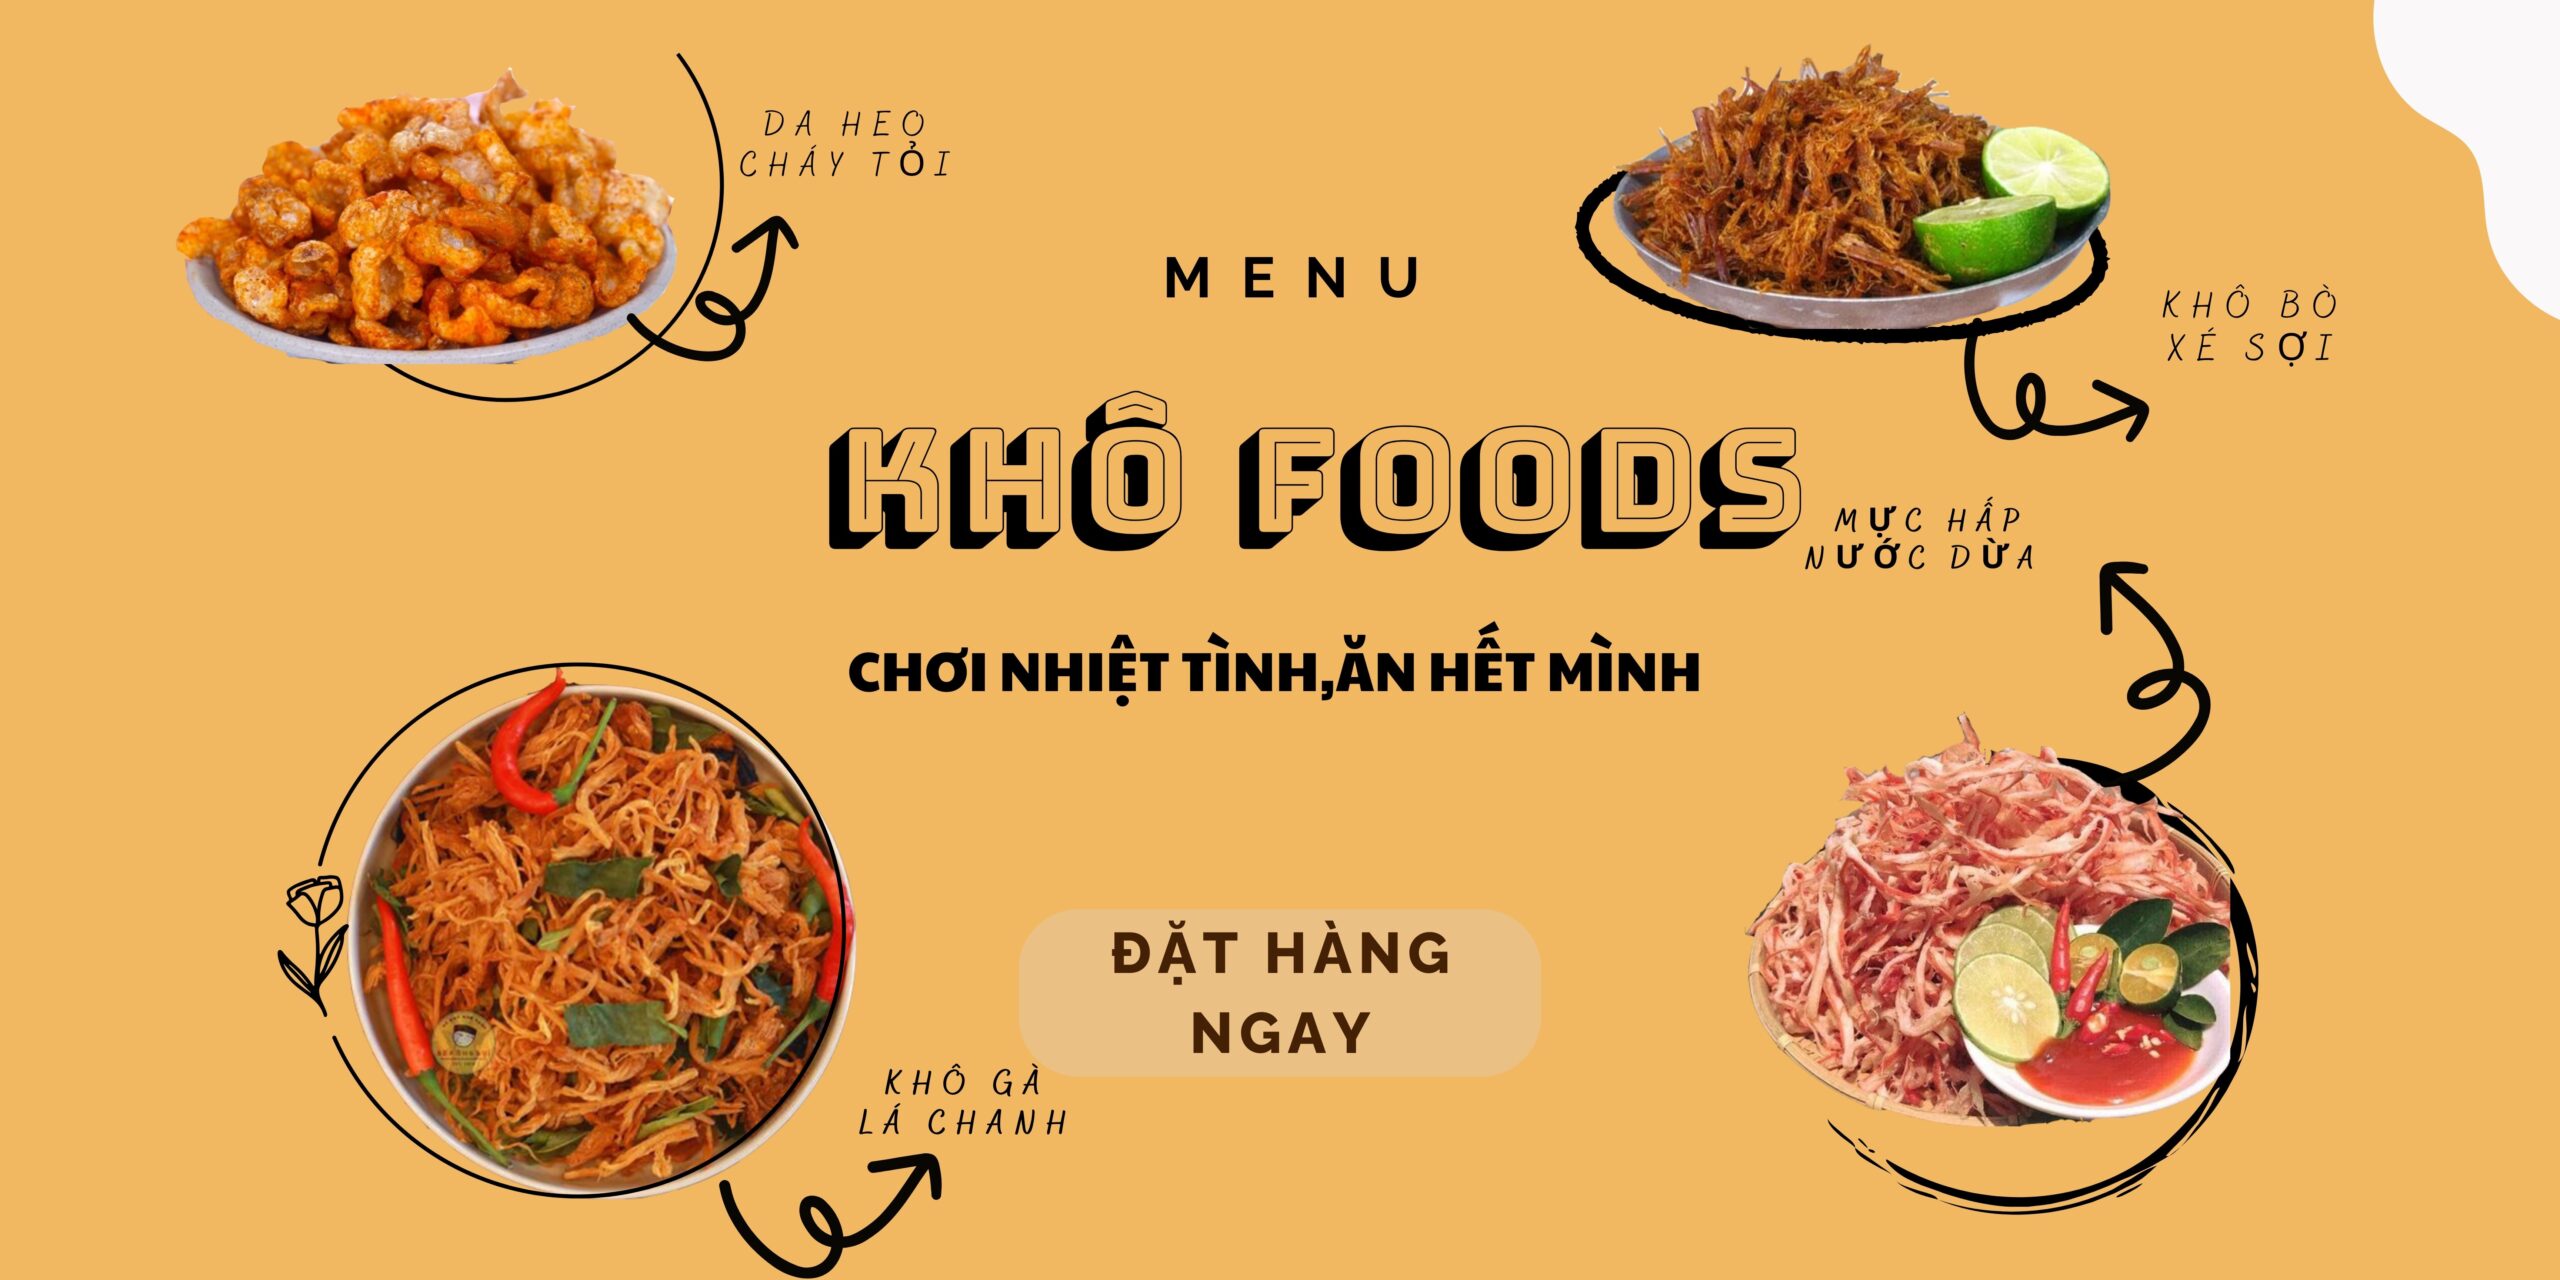 DA HEO
CHÁY TỎI
MENU
KHÔ BÒ
XÉ SỢI
KHÔ FOODS
MỰC HẤP
NƯỚC DỪA
CHƠI NHIỆT TÌNH,ĂN HẾT MÌNH
ĐẶT HÀNG
NGAY
KHÔ GÀ
LÁ CHANH